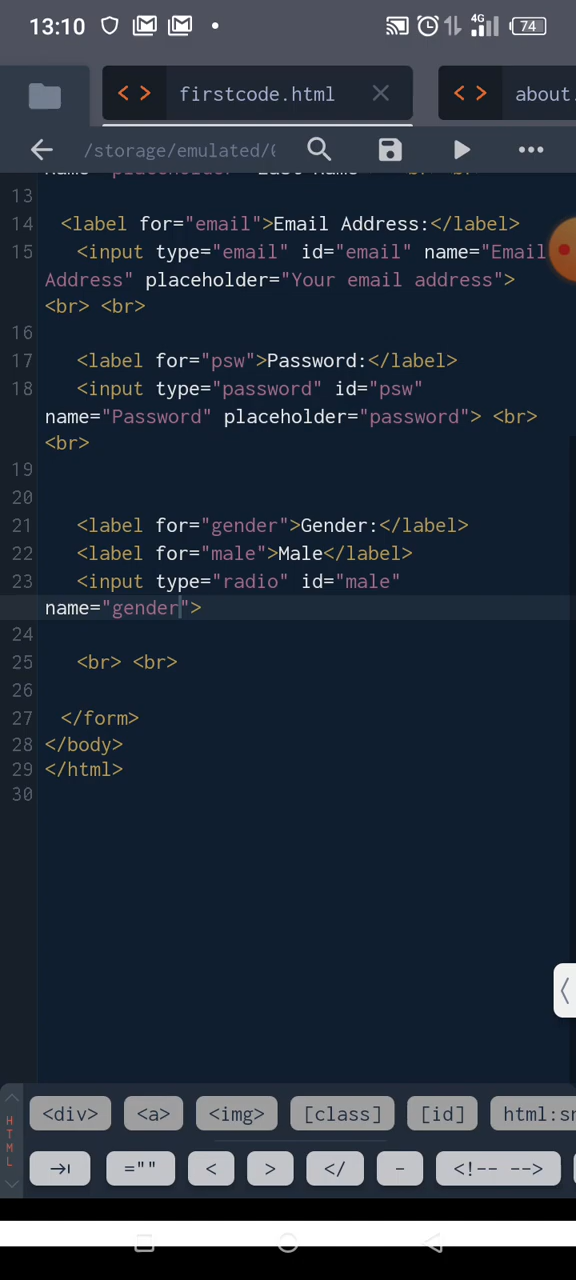 13:10
4G
74
firstcode.html
about.
/storage/emulated/
13
14 <label for="email">Email Address:</label>
15 <input type="email" id="email" name="Email
Address" placeholder="Your email address">
<br> <br>
16
17 <label for="psw">Password:</label>
18 <input type="password" id="psw"
name="Password" placeholder="password"> <br>
<br>
19
20
21 <label for="gender">Gender:</label>
22 <label for="male">Male</label>
23 <input type="radio" id="male"
name="gender">
24
25 <br> <br>
26
27 </form>
28 </body>
29 </html>
30
HTML
<div> <a> <img> [class] [id] html:
="" < > </ - <!-- -->